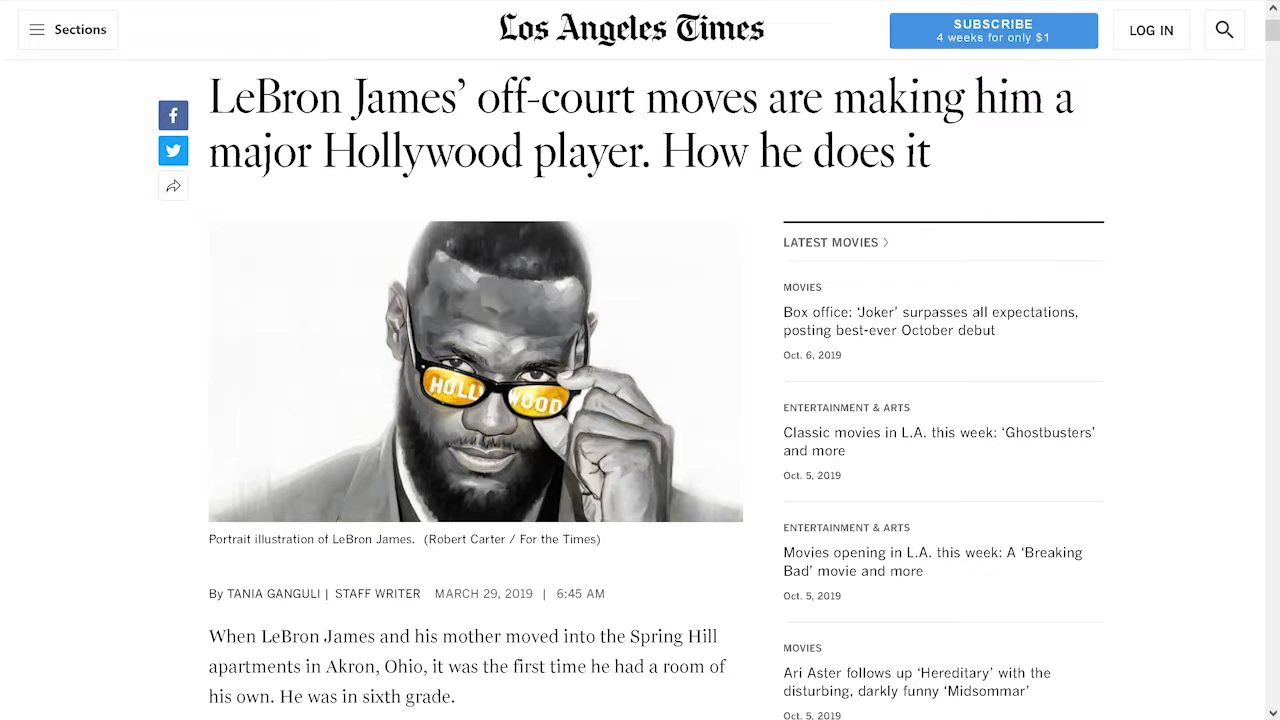 Sections
Los Angeles Times
SUBSCRIBE
4 weeks for only $1
LOG IN
LeBron James’ off-court moves are making him a
major Hollywood player. How he does it
HOLLYWOOD
Portrait illustration of LeBron James. (Robert Carter / For the Times)
By TANIA GANGULI | STAFF WRITER MARCH 29, 2019 | 6:45 AM
When LeBron James and his mother moved into the Spring Hill
apartments in Akron, Ohio, it was the first time he had a room of
his own. He was in sixth grade.
LATEST MOVIES
MOVIES
Box office: ‘Joker’ surpasses all expectations,
posting best-ever October debut
Oct. 6, 2019
ENTERTAINMENT & ARTS
Classic movies in L.A. this week: ‘Ghostbusters’
and more
Oct. 5, 2019
ENTERTAINMENT & ARTS
Movies opening in L.A. this week: A ‘Breaking
Bad’ movie and more
Oct. 5, 2019
MOVIES
Ari Aster follows up ‘Hereditary’ with the
disturbing, darkly funny ‘Midsommar’
Oct. 5, 2019